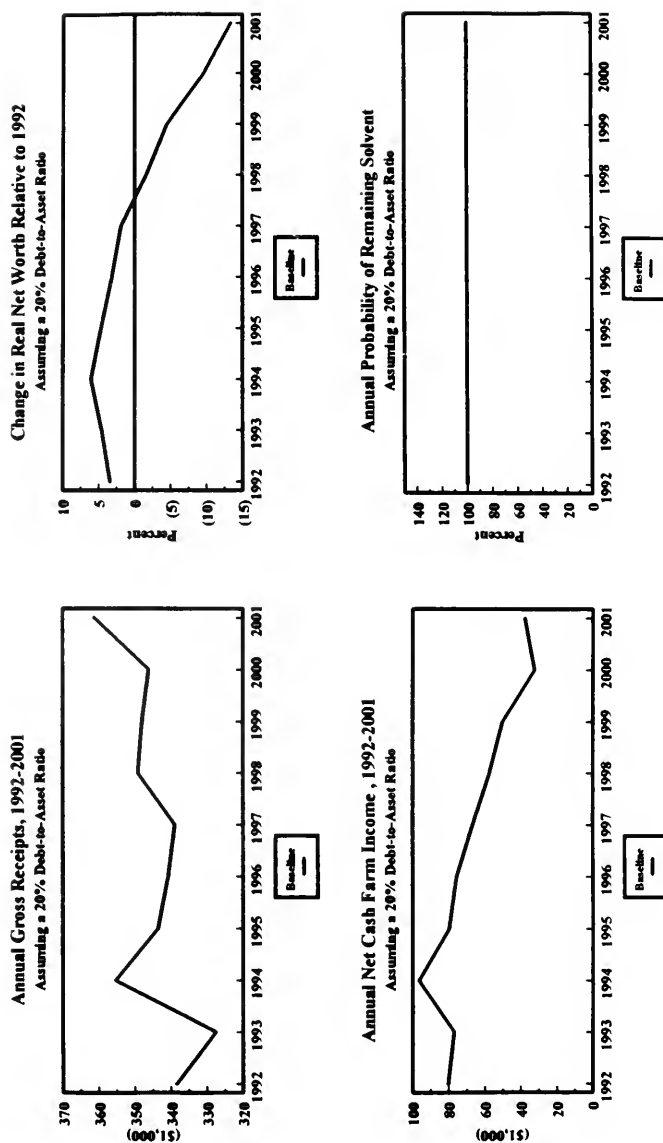 Annual Gross Receipts, 1992-2001
Assuming a 20% Debt-to-Asset Ratio
($1,000)
370
360
350
340
330
320
1992 1993 1994 1995 1996 1997 1998 1999 2000 2001
Baseline
Change in Real Net Worth Relative to 1992
Assuming a 20% Debt-to-Asset Ratio
Percent
10
5
0
(5)
(10)
(15)
1992 1993 1994 1995 1996 1997 1998 1999 2000 2001
Baseline
Annual Net Cash Farm Income , 1992-2001
Assuming a 20% Debt-to-Asset Ratio
($1,000)
100
80
60
40
20
0
1992 1993 1994 1995 1996 1997 1998 1999 2000 2001
Baseline
Annual Probability of Remaining Solvent
Assuming a 20% Debt-to-Asset Ratio
Percent
140
120
100
80
60
40
20
0
1992 1993 1994 1995 1996 1997 1998 1999 2000 2001
Baseline